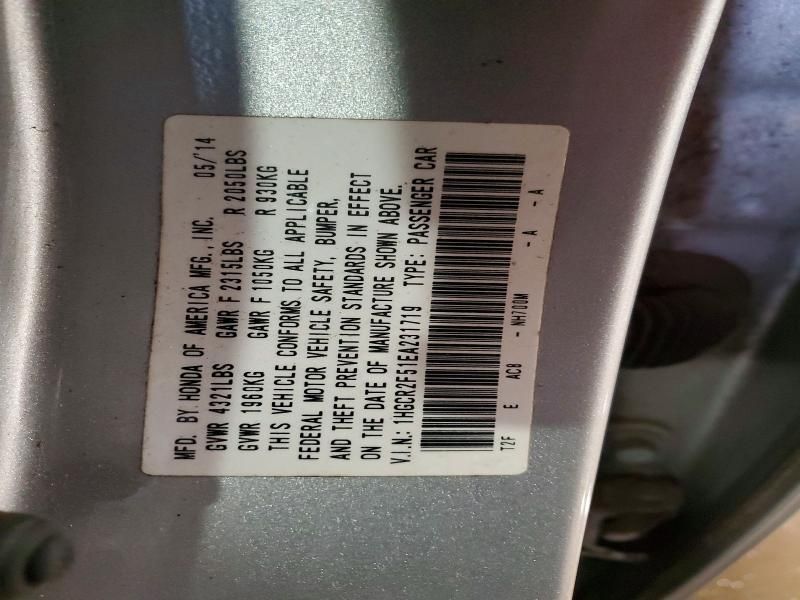 MFD. BY HONDA OF AMERICA MFG., INC. 05/'14
GVWR 4321LBS GAWR F 2315LBS R 2050LBS
GVWR 1960KG GAWR F 1050KG R 930KG
THIS VEHICLE CONFORMS TO ALL APPLICABLE
FEDERAL MOTOR VEHICLE SAFETY, BUMPER,
AND THEFT PREVENTION STANDARDS IN EFFECT
ON THE DATE OF MANUFACTURE SHOWN ABOVE.
V.I.N.: 1HGCR2F51EA231719 TYPE: PASSENGER CAR
T2F E AC8 - NH700M - A - A